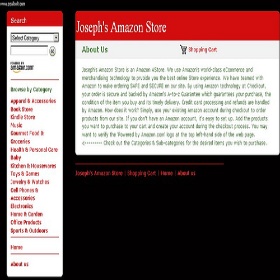 Search
Select Category
POWERED BY
Browse by Category
Apparel & Accessories
Book Store
Kindle Store
Music
Gourmet Food &
Groceries
Health & Personal Care
Baby
Kitchen & Housewares
Toys & Games
Jewelry & Watches
Cell Phones &
Accessories
Electronics
Home & Garden
Office Products
Sports & Outdoors
Home
About us
Joseph's Amazon Store
About Us
Shopping Cart
Joseph's Amazon Store is an Amazon aStore. We use Amazon's world-class eCommerce and
merchandising technology to provide you the best online Store experience. We have teamed with
Amazon to make ordering SAFE and SECURE on our site. by using Amazon technology, at Check-out,
your order is secure and backed by Amazon's A-to-z Guarantee which guarantees your purchase, the
condition of the item you buy and its timely delivery. Credit card processing and refunds are handled
by Amazon. How does it work? Simply, use your existing Amazon account during checkout to order
products from our site. If you don't have an Amazon account, it's easy to set up. Add the products
you want to purchase to your cart and create your account during the checkout process. You may
want to verify the 'Powered by Amazon.com' logo at the top left-hand side of the web page.
Check out the Categories & Sub-categories for the desired items you wish to purchase.
Joseph's Amazon Store | Shopping Cart | Home | About us